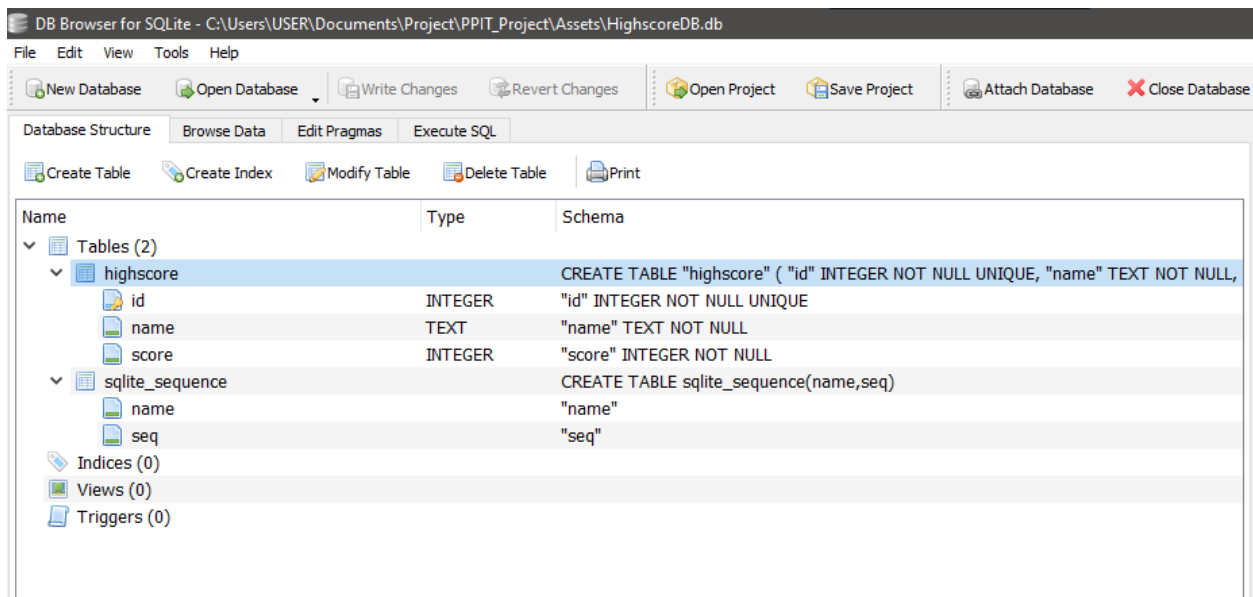 DB Browser for SQLite - C:\Users\USER\Documents\Project\PPIT_Project\Assets\HighscoreDB.db
File Edit View Tools Help
New Database Open Database Write Changes Revert Changes Open Project Save Project Attach Database Close Database
Database Structure Browse Data Edit Pragmas Execute SQL
Create Table Create Index Modify Table Delete Table Print
Name Type Schema
Tables (2)
highscore CREATE TABLE "highscore" ( "id" INTEGER NOT NULL UNIQUE, "name" TEXT NOT NULL,
id INTEGER "id" INTEGER NOT NULL UNIQUE
name TEXT "name" TEXT NOT NULL
score INTEGER "score" INTEGER NOT NULL
sqlite_sequence CREATE TABLE sqlite_sequence(name,seq)
name "name"
seq "seq"
Indices (0)
Views (0)
Triggers (0)